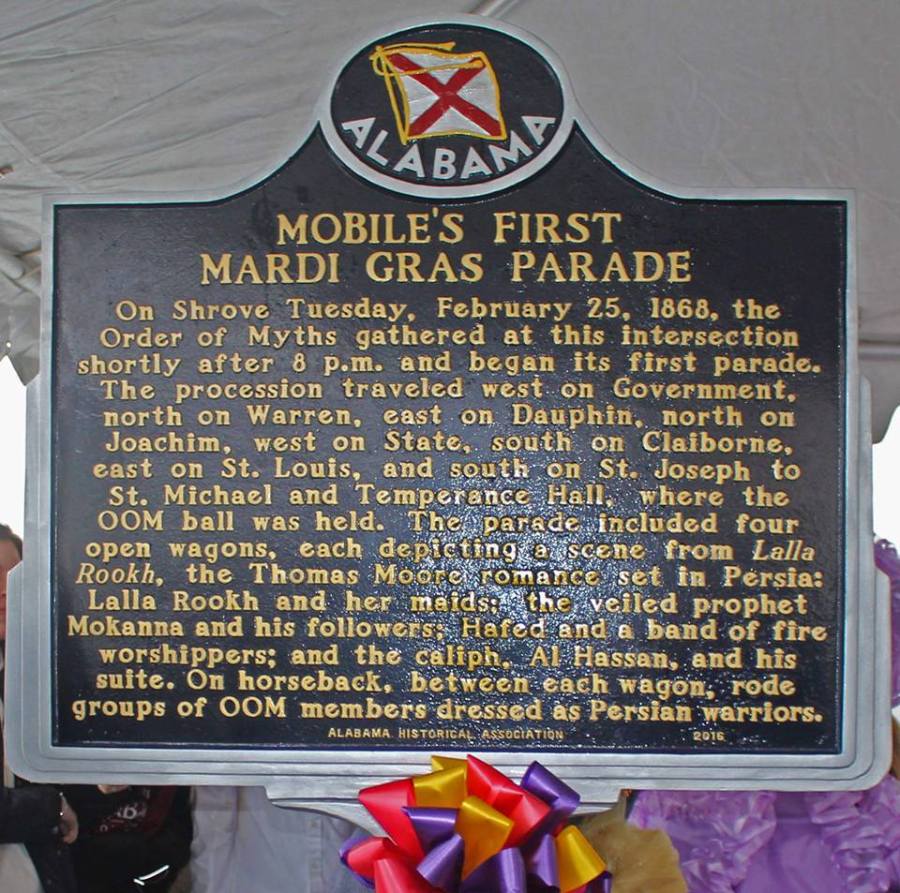 ALABAMA
MOBILE'S FIRST
MARDI GRAS PARADE
On Shrove Tuesday, February 25, 1868, the
Order of Myths gathered at this intersection
shortly after 8 p.m. and began its first parade.
The procession traveled west on Government,
north on Warren, east on Dauphin, north on
Joachim, west on State, south on Claiborne,
east on St. Louis, and south on St. Joseph to
St. Michael and Temperance Hall, where the
OOM ball was held. The parade included four
open wagons, each depicting a scene from Lalla
Rookh, the Thomas Moore romance set in Persia:
Lalla Rookh and her maids; the veiled prophet
Mokanna and his followers; Hafed and a band of fire
worshippers; and the caliph, Al Hassan, and his
suite. On horseback, between each wagon, rode
groups of OOM members dressed as Persian warriors.
ALABAMA HISTORICAL ASSOCIATION 2016